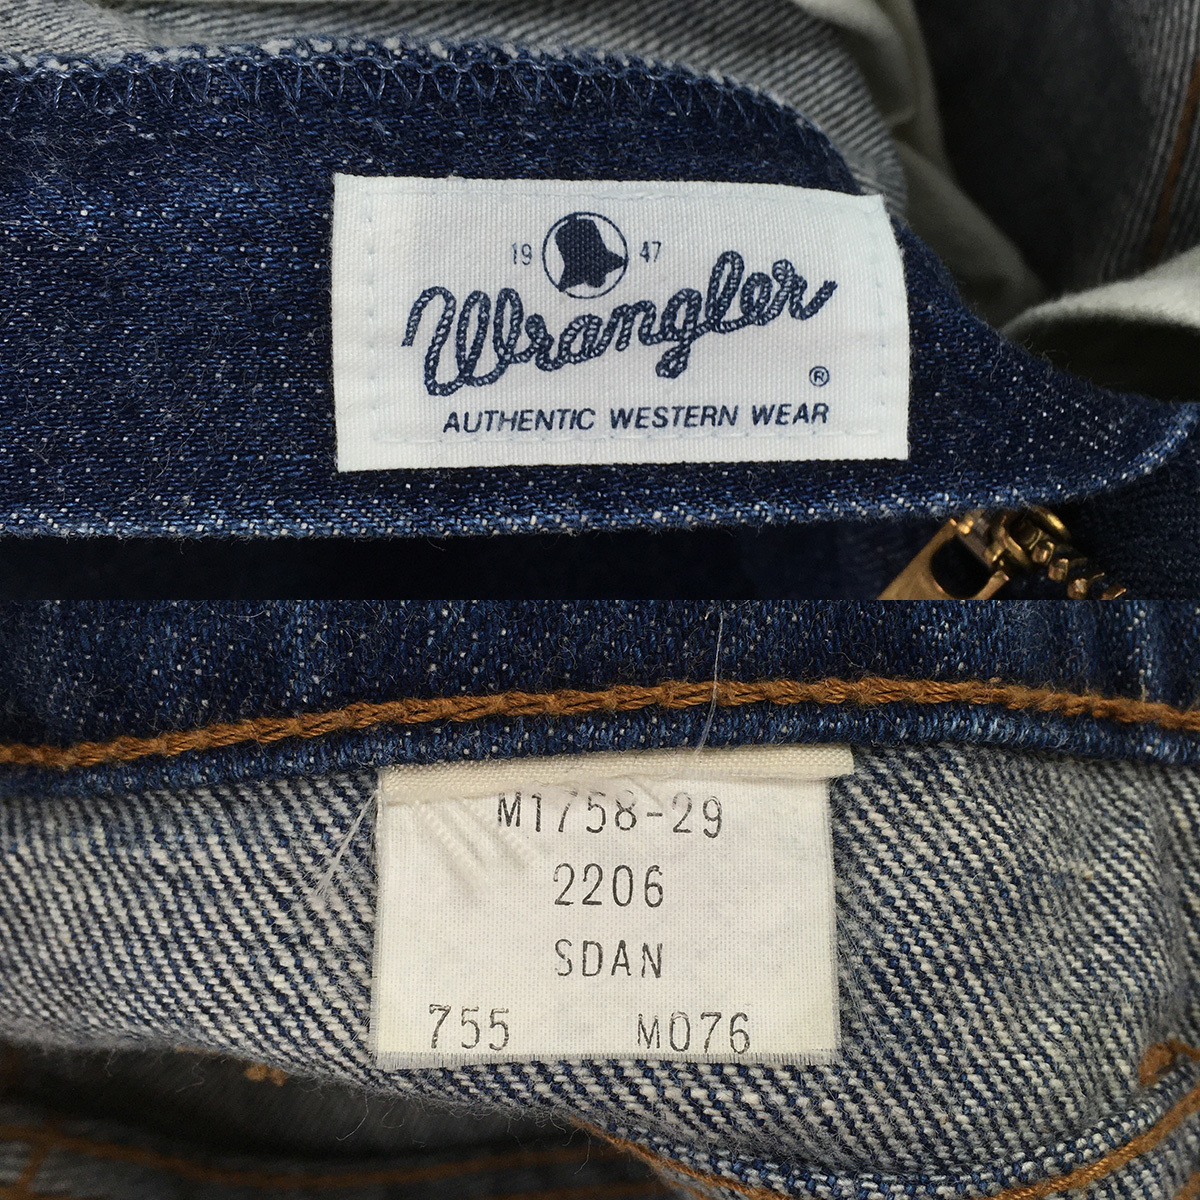 19 47
Wrangler
®
AUTHENTIC WESTERN WEAR
M1758-29
2206
SDAN
755 M076